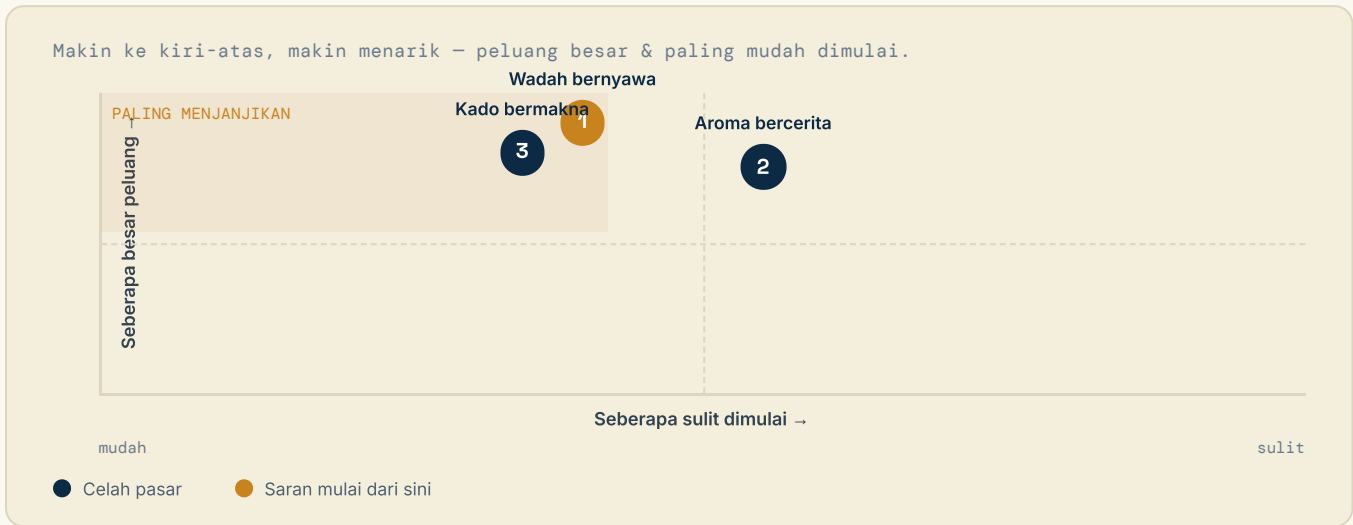 Makin ke kiri-atas, makin menarik — peluang besar & paling mudah dimulai.
Wadah bernyawa
Kado bermakna
PALING MENJANJIKAN
1
Aroma bercerita
3
2
Seberapa besar peluang →
Seberapa sulit dimulai →
mudah
sulit
Celah pasar
Saran mulai dari sini